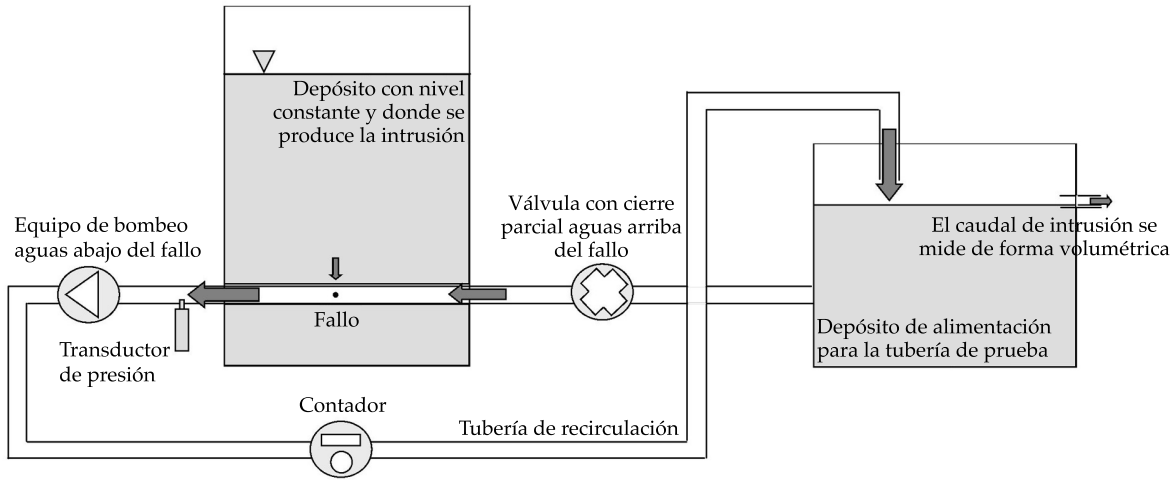 Depósito con nivel
constante y donde se
produce la intrusión
Válvula con cierre
parcial aguas arriba
del fallo
El caudal de intrusión se
mide de forma volumétrica
Equipo de bombeo
aguas abajo del fallo
Fallo
Transductor
de presión
Depósito de alimentación
para la tubería de prueba
Contador
Tubería de recirculación